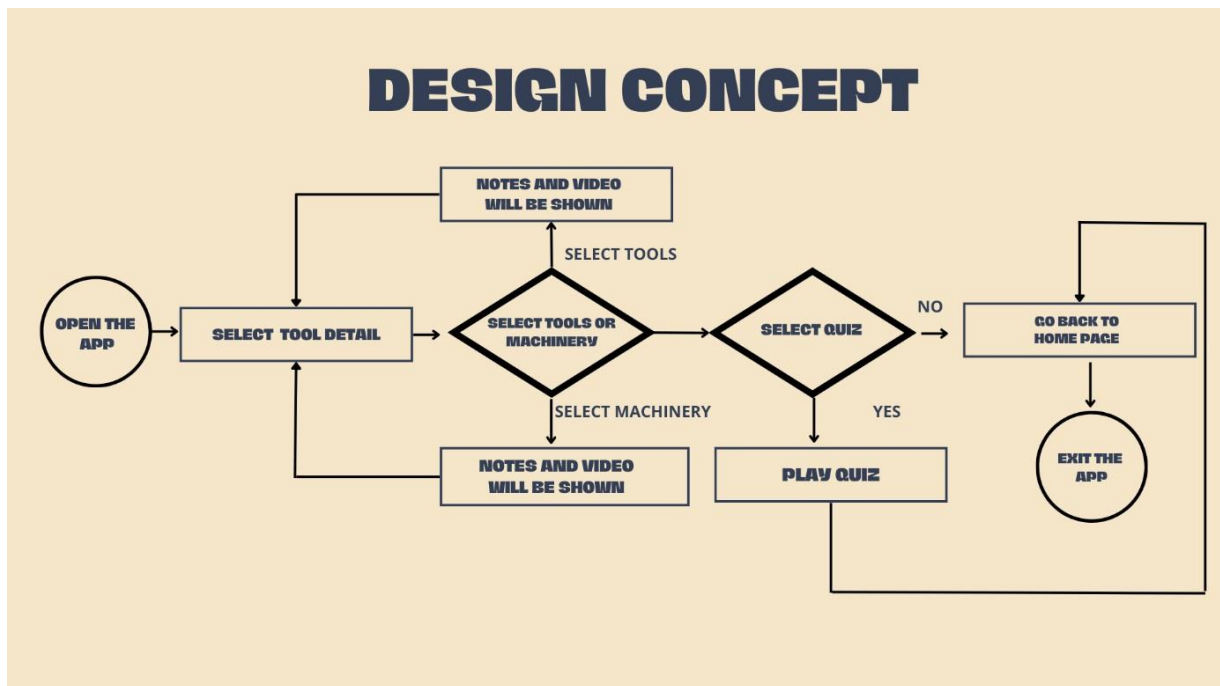 DESIGN CONCEPT
NOTES AND VIDEO
WILL BE SHOWN
SELECT TOOLS
OPEN THE
APP
SELECT TOOL DETAIL
SELECT TOOLS OR
MACHINERY
SELECT QUIZ
NO
GO BACK TO
HOME PAGE
SELECT MACHINERY
YES
NOTES AND VIDEO
WILL BE SHOWN
PLAY QUIZ
EXIT THE
APP